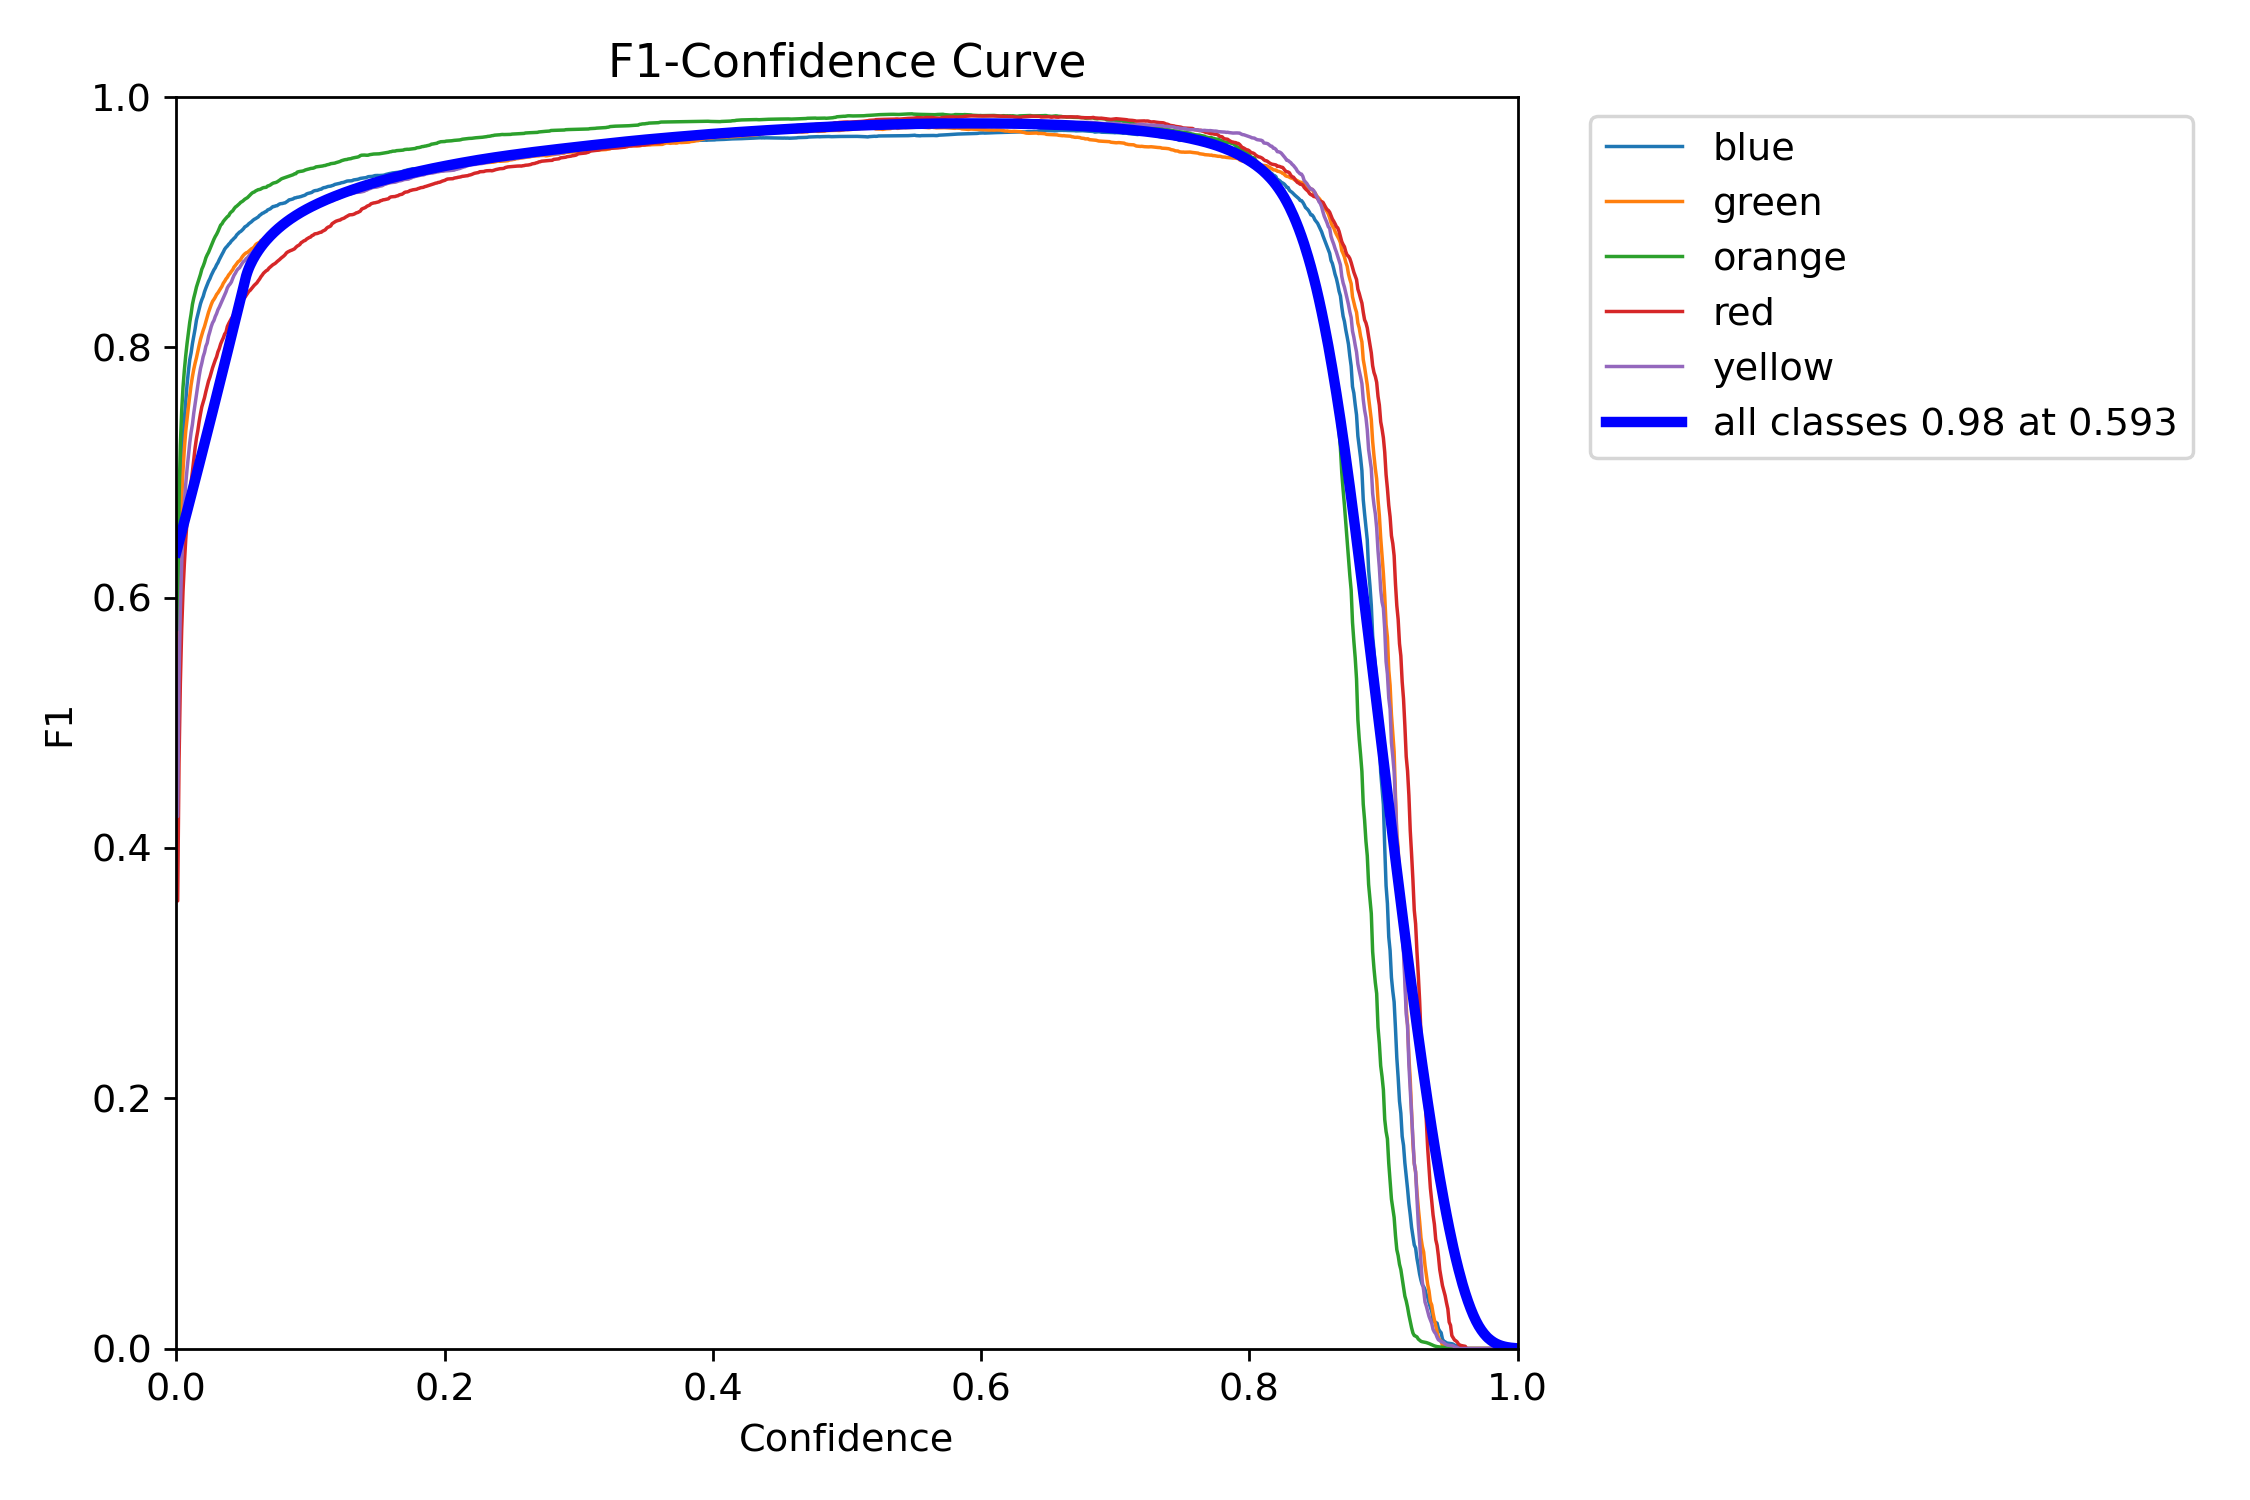 F1-Confidence Curve
1.0
0.8
0.6
0.4
0.2
0.0
F1
0.0 0.2 0.4 0.6 0.8 1.0
Confidence
blue
green
orange
red
yellow
all classes 0.98 at 0.593